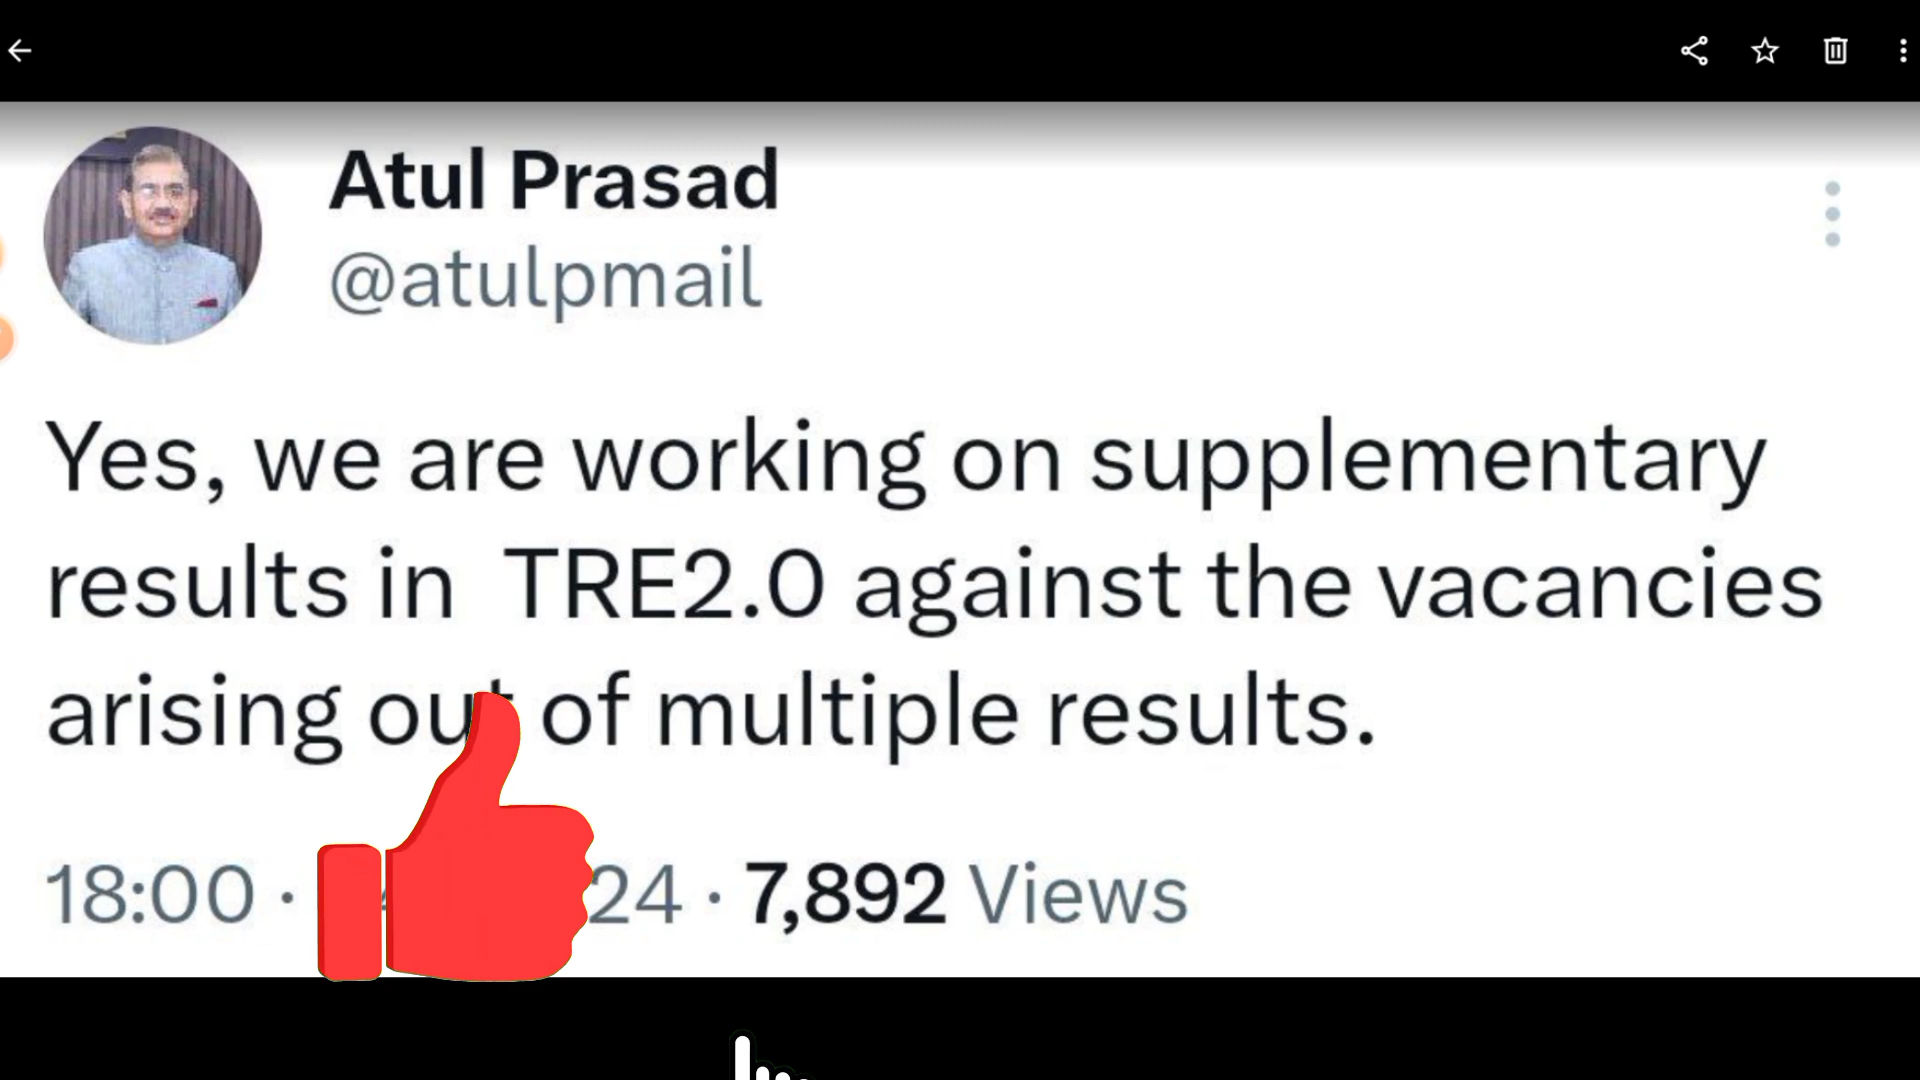 Atul Prasad
@atulpmail
Yes, we are working on supplementary
results in TRE2.0 against the vacancies
arising out of multiple results.
18:00 · 24 · 7,892 Views